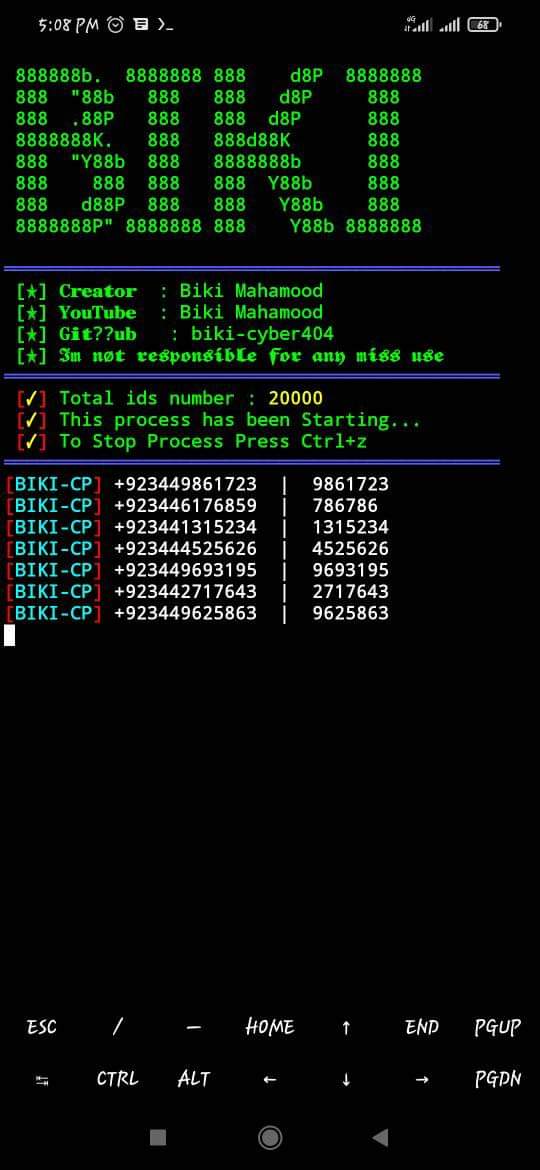 5:08 PM
4G
68
888888b.  8888888 888    d8P  8888888
888  "88b   888   888   d8P     888
888  .88P   888   888  d8P      888
8888888K.   888   888d88K       888
888  "Y88b  888   8888888b      888
888    888  888   888  Y88b     888
888   d88P  888   888   Y88b    888
8888888P" 8888888 888    Y88b 8888888
[★] Creator : Biki Mahamood
[★] YouTube : Biki Mahamood
[★] Git??ub : biki-cyber404
[★] Im nøt responsible for any miss use
[✓] Total ids number : 20000
[✓] This process has been Starting...
[✓] To Stop Process Press Ctrl+z
[BIKI-CP] +923449861723 | 9861723
[BIKI-CP] +923446176859 | 786786
[BIKI-CP] +923441315234 | 1315234
[BIKI-CP] +923444525626 | 4525626
[BIKI-CP] +923449693195 | 9693195
[BIKI-CP] +923442717643 | 2717643
[BIKI-CP] +923449625863 | 9625863
ESC / — HOME ↑ END PGUP
↹ CTRL ALT ← ↓ → PGDN